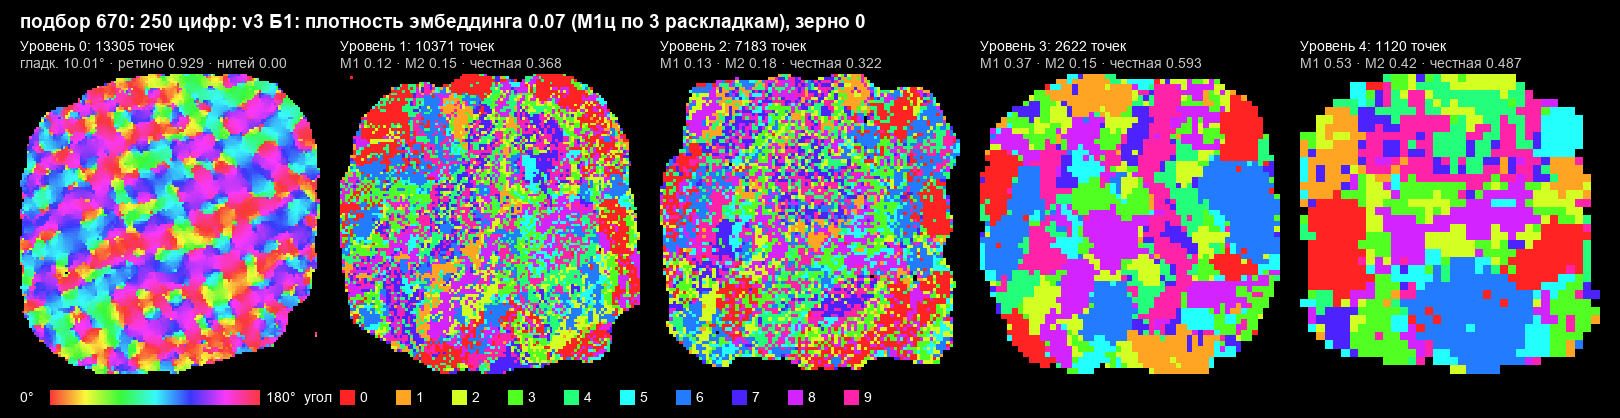 подбор 670: 250 цифр: v3 Б1: плотность эмбеддинга 0.07 (М1ц по 3 раскладкам), зерно 0
Уровень 0: 13305 точек
гладк. 10.01° · ретино 0.929 · нитей 0.00
Уровень 1: 10371 точек
М1 0.12 · М2 0.15 · честная 0.368
Уровень 2: 7183 точек
М1 0.13 · М2 0.18 · честная 0.322
Уровень 3: 2622 точек
М1 0.37 · М2 0.15 · честная 0.593
Уровень 4: 1120 точек
М1 0.53 · М2 0.42 · честная 0.487
0° 180° угол 0 1 2 3 4 5 6 7 8 9